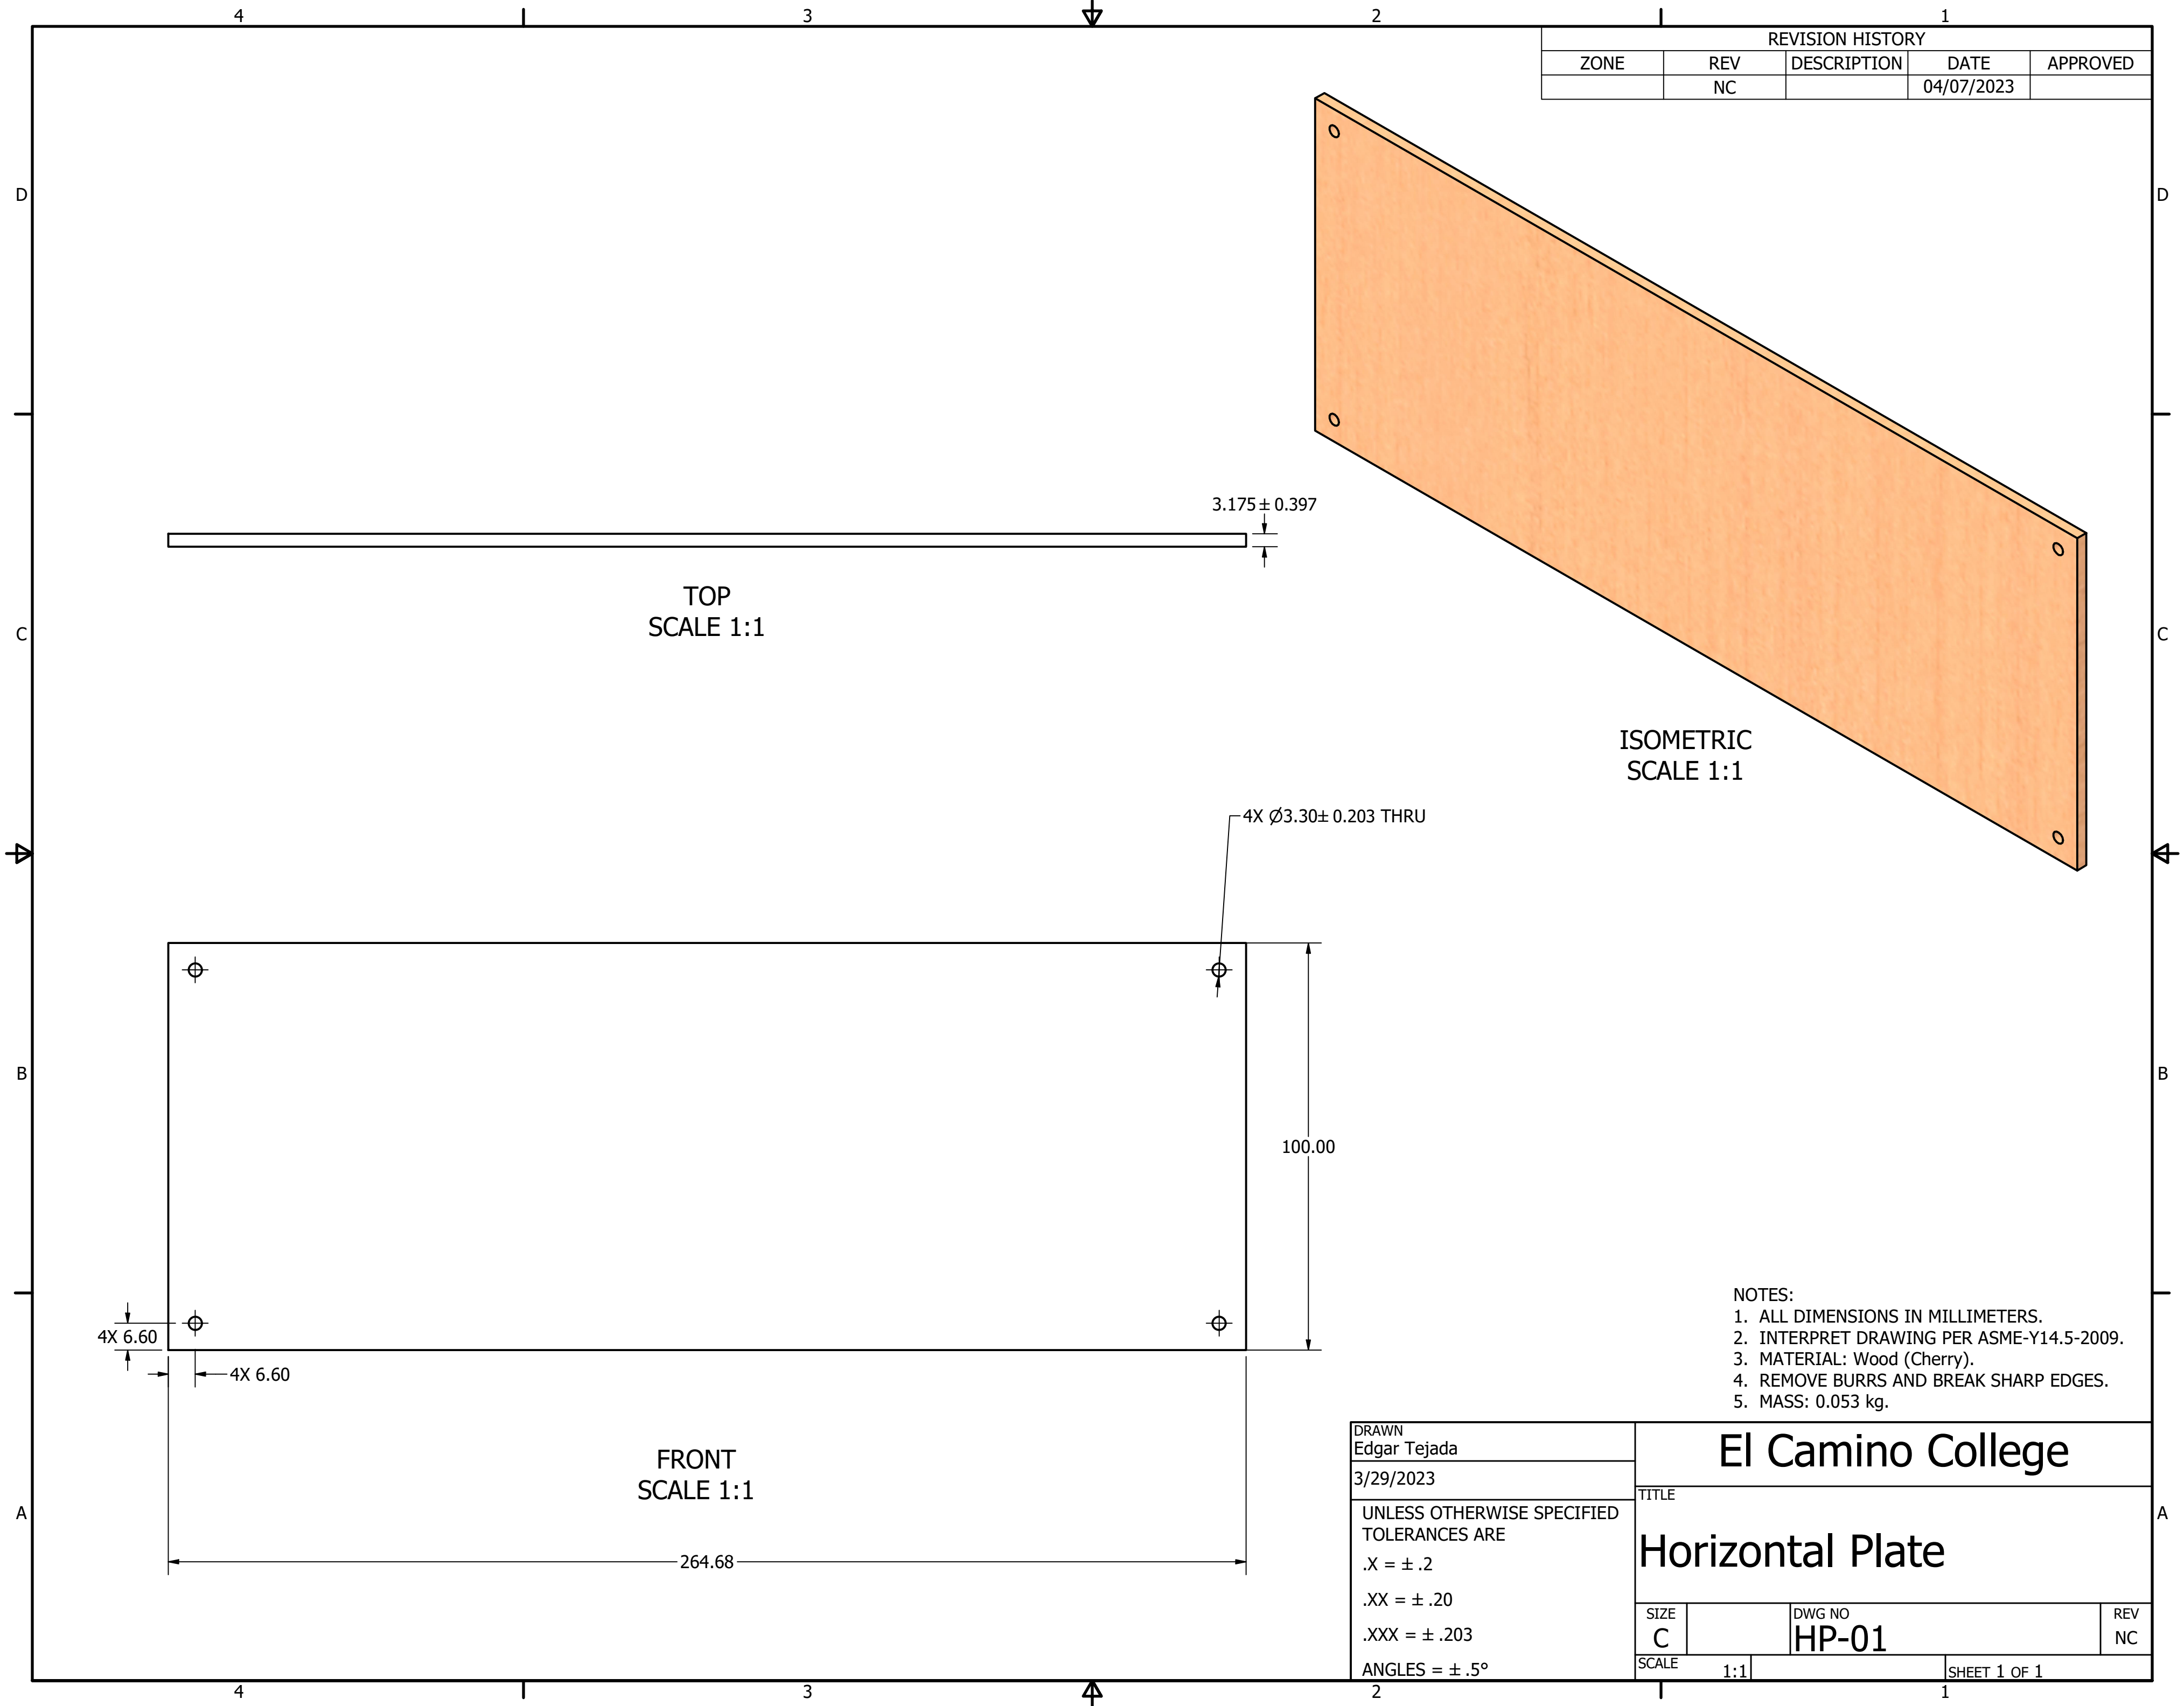 4 3 2 1
REVISION HISTORY
ZONE REV DESCRIPTION DATE APPROVED
NC 04/07/2023
D D
3.175± 0.397
TOP
SCALE 1:1
C C
ISOMETRIC
SCALE 1:1
4X ∅3.30± 0.203 THRU
B B
100.00
4X 6.60
4X 6.60
FRONT
SCALE 1:1
264.68
NOTES:
1. ALL DIMENSIONS IN MILLIMETERS.
2. INTERPRET DRAWING PER ASME-Y14.5-2009.
3. MATERIAL: Wood (Cherry).
4. REMOVE BURRS AND BREAK SHARP EDGES.
5. MASS: 0.053 kg.
A A
DRAWN
Edgar Tejada
3/29/2023
UNLESS OTHERWISE SPECIFIED
TOLERANCES ARE
.X = ± .2
.XX = ± .20
.XXX = ± .203
ANGLES = ± .5°
El Camino College
TITLE
Horizontal Plate
SIZE
C
DWG NO
HP-01
REV
NC
SCALE
1:1
SHEET 1 OF 1
4 3 2 1